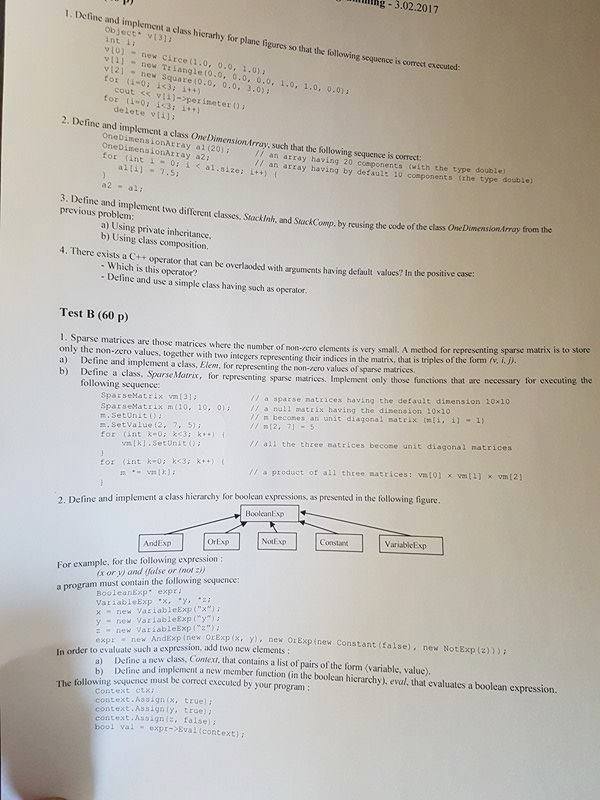 - 3.02.2017
1. Define and implement a class hierarhy for plane figures so that the following sequence is correct executed:
Object* v[3];
int i;
v[0] = new Circe(1.0, 0.0, 1.0);
v[1] = new Triangle(0.0, 0.0, 0.0, 1.0, 1.0, 0.0);
v[2] = new Square(0.0, 0.0, 3.0);
for (i=0; i<3; i++)
cout << v[i]->perimeter();
for (i=0; i<3; i++)
delete v[i];
2. Define and implement a class OneDimensionArray, such that the following sequence is correct:
OneDimensionArray a1(20); // an array having 20 components (with the type double)
OneDimensionArray a2; // an array having by default 10 components (rhe type double)
for (int i = 0; i < a1.size; i++) {
a1[i] = 7.5;
}
a2 = a1;
3. Define and implement two different classes, StackInh, and StackComp, by reusing the code of the class OneDimensionArray from the
previous problem:
a) Using private inheritance.
b) Using class composition.
4. There exists a C++ operator that can be overlaoded with arguments having default values? In the positive case:
- Which is this operator?
- Define and use a simple class having such as operator.
Test B (60 p)
1. Sparse matrices are those matrices where the number of non-zero elements is very small. A method for representing sparse matrix is to store
only the non-zero values, together with two integers representing their indices in the matrix, that is triples of the form (v, i, j).
a) Define and implement a class, Elem, for representing the non-zero values of sparse matrices.
b) Define a class, SparseMatrix, for representing sparse matrices. Implement only those functions that are necessary for executing the
following sequence:
SparseMatrix vm[3]; // a sparse matrices having the default dimension 10x10
SparseMatrix m(10, 10, 0); // a null matrix having the dimension 10x10
m.SetUnit(); // m becomes an unit diagonal matrix (m[i, i] = 1)
m.SetValue(2, 7, 5); // m[2, 7] = 5
for (int k=0; k<3; k++) {
vm[k].SetUnit(); // all the three matrices become unit diagonal matrices
}
for (int k=0; k<3; k++) {
m *= vm[k]; // a product of all three matrices: vm[0] x vm[1] x vm[2]
}
2. Define and implement a class hierarchy for boolean expressions, as presented in the following figure.
BooleanExp
AndExp OrExp NotExp Constant VariableExp
For example, for the following expression :
(x or y) and (false or (not z))
a program must contain the following sequence:
BooleanExp* expr;
VariableExp *x, *y, *z;
x = new VariableExp("x");
y = new VariableExp("y");
z = new VariableExp("z");
expr = new AndExp(new OrExp(x, y), new OrExp(new Constant(false), new NotExp(z)));
In order to evaluate such a expression, add two new elements :
a) Define a new class, Context, that contains a list of pairs of the form (variable, value).
b) Define and implement a new member function (in the boolean hierarchy), eval, that evaluates a boolean expression.
The following sequence must be correct executed by your program :
Context ctx;
context.Assign(x, true);
context.Assign(y, true);
context.Assign(z, false);
bool val = expr->Eval(context);